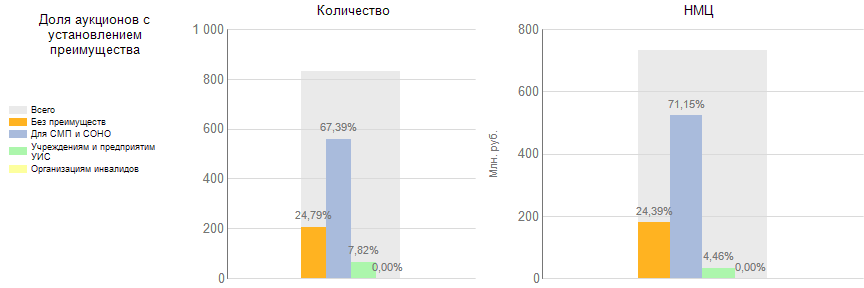 Доля аукционов с
установлением
преимущества
Всего
Без преимуществ
Для СМП и СОНО
Учреждениям и предприятим
УИС
Организациям инвалидов
Количество
1 000
800
600
400
200
0
67,39%
24,79%
7,82%
0,00%
НМЦ
Млн. руб.
800
600
400
200
0
71,15%
24,39%
4,46%
0,00%